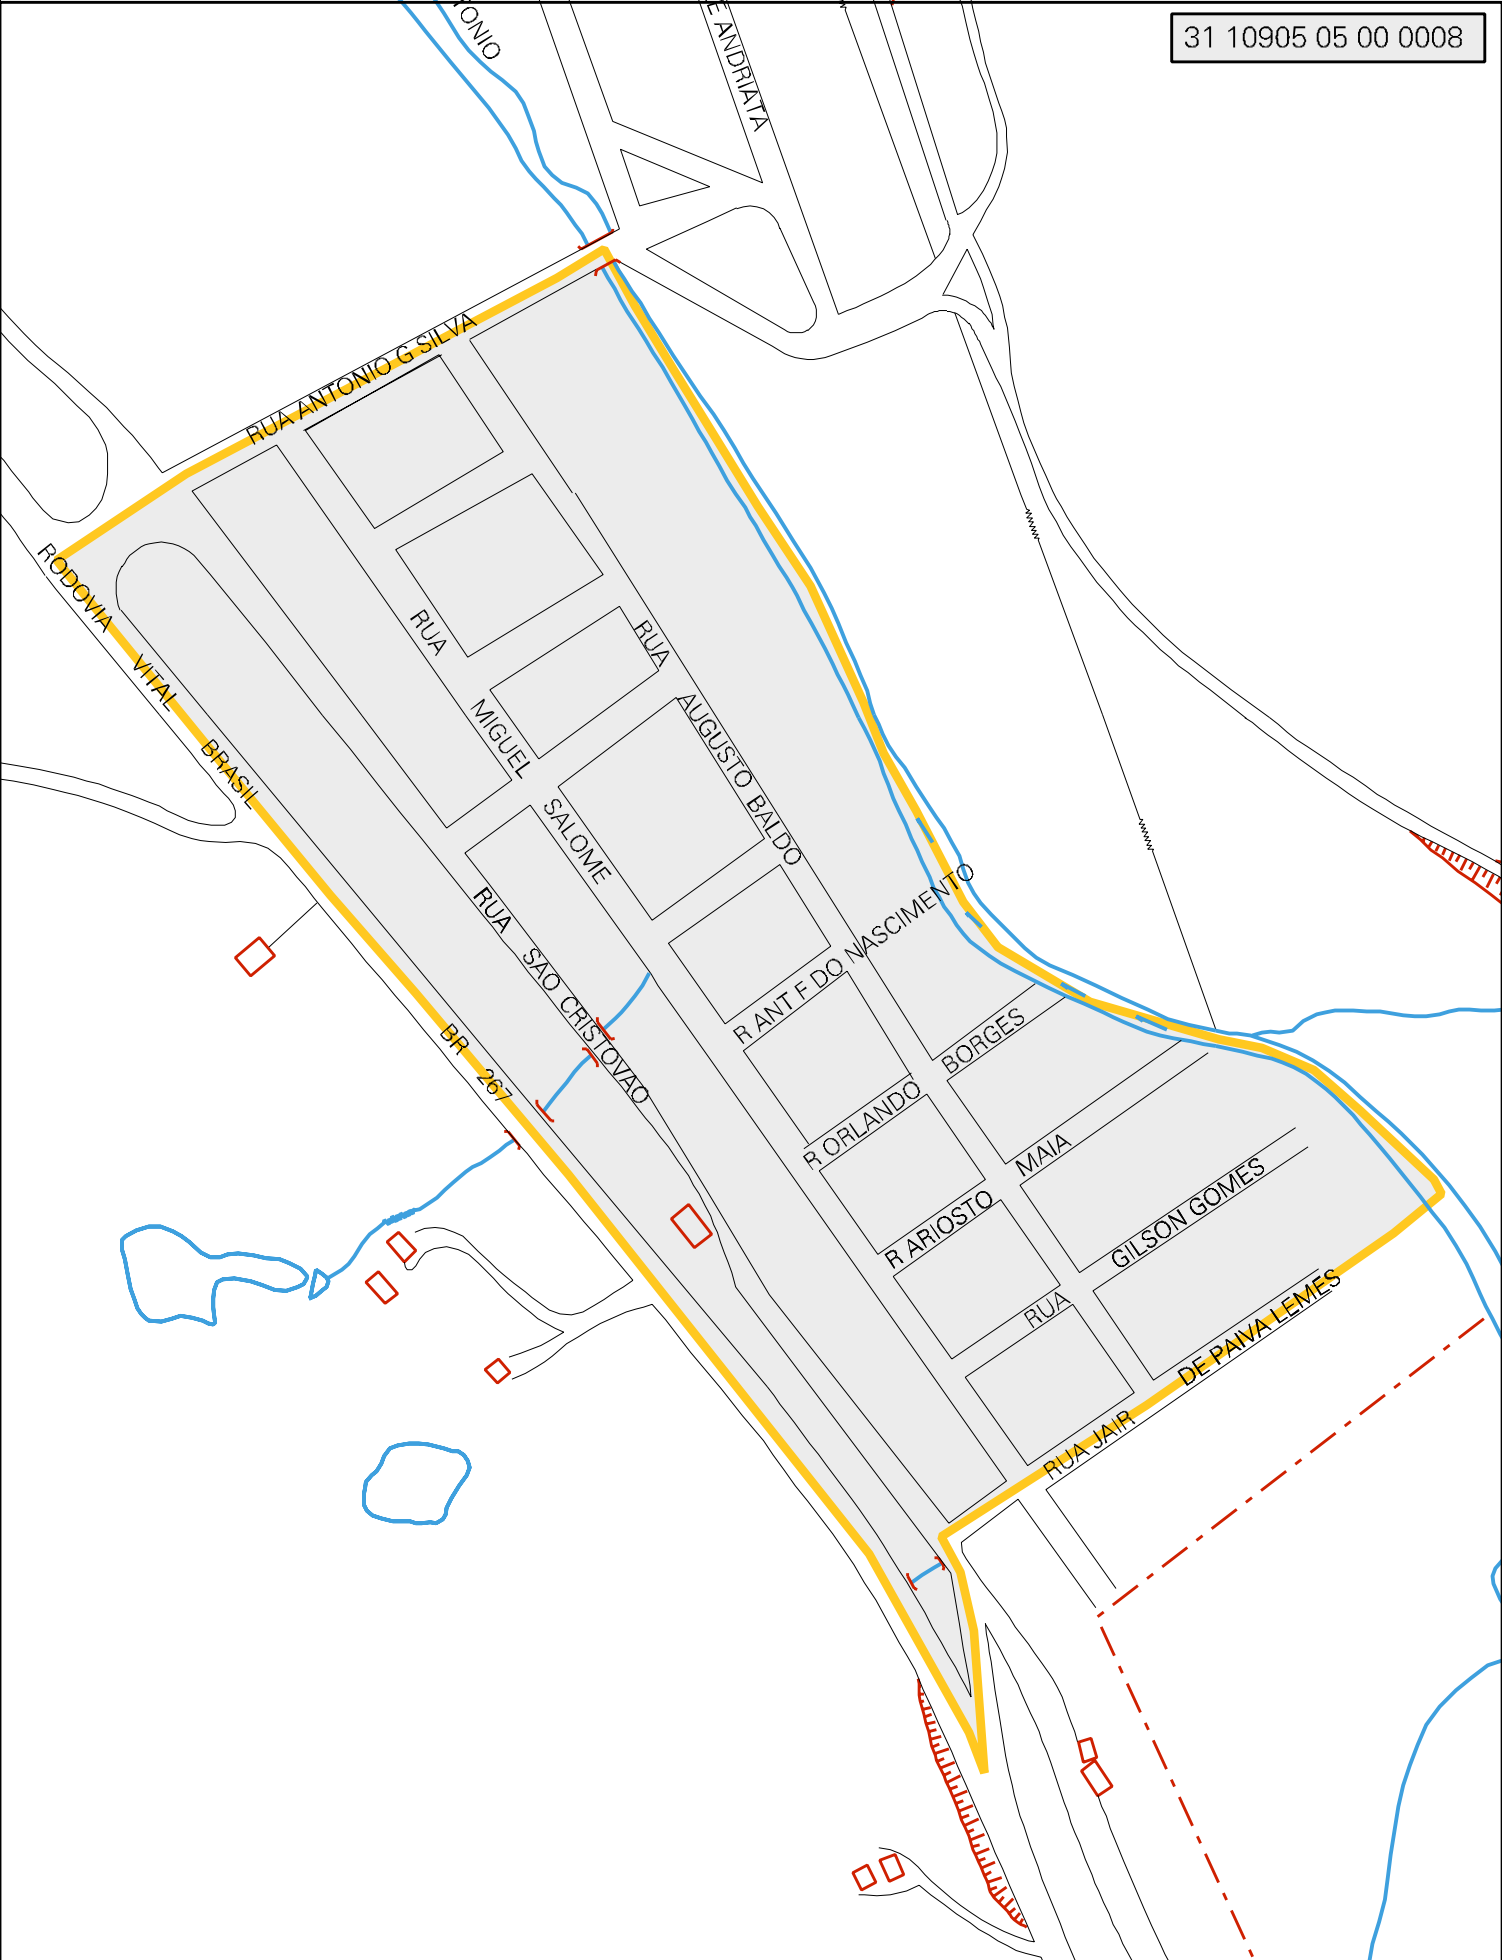 31 10905 05 00 0008
ONIO
E ANDRIATA
RUA ANTONIO G SILVA
RODOVIA VITAL BRASIL
BR 267
RUA MIGUEL SALOME
RUA AUGUSTO BALDO
RUA SAO CRISTOVAO
R ANT F DO NASCIMENTO
R ORLANDO BORGES
R ARIOSTO MAIA
RUA GILSON GOMES
RUA JAIR DE PAIVA LEMES